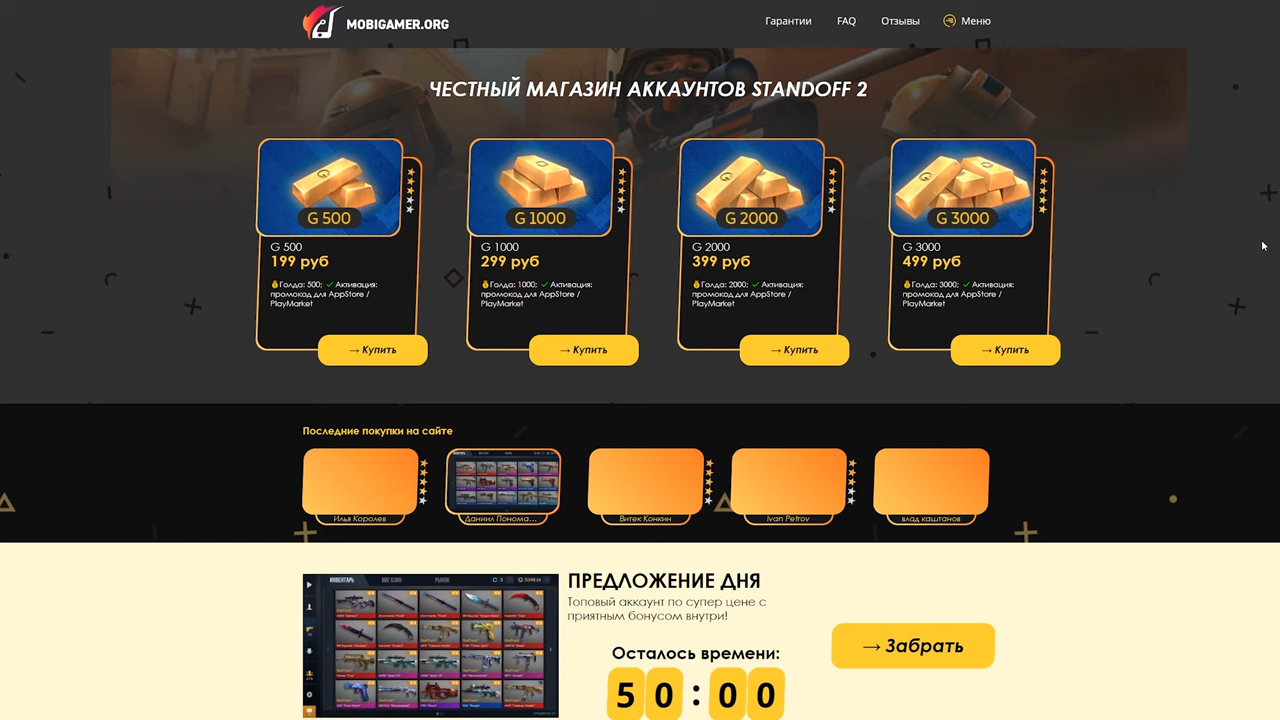 MOBIGAMER.ORG
Гарантии FAQ Отзывы Меню
ЧЕСТНЫЙ МАГАЗИН АККАУНТОВ STANDOFF 2
G 500 G 1000 G 2000 G 3000
G 500
199 руб
Голда: 500; ✓ Активация:
промокод для AppStore /
PlayMarket
→ Купить
G 1000
299 руб
Голда: 1000; ✓ Активация:
промокод для AppStore /
PlayMarket
→ Купить
G 2000
399 руб
Голда: 2000; ✓ Активация:
промокод для AppStore /
PlayMarket
→ Купить
G 3000
499 руб
Голда: 3000; ✓ Активация:
промокод для AppStore /
PlayMarket
→ Купить
Последние покупки на сайте
Илья Королев
Даниил Понома...
Витек Конкин
Ivan Petrov
влад каштанов
ИНВЕНТАРЬ МАГАЗИН РЫНОК
ПРЕДЛОЖЕНИЕ ДНЯ
Топовый аккаунт по супер цене с
приятным бонусом внутри!
Осталось времени:
50:00
→ Забрать